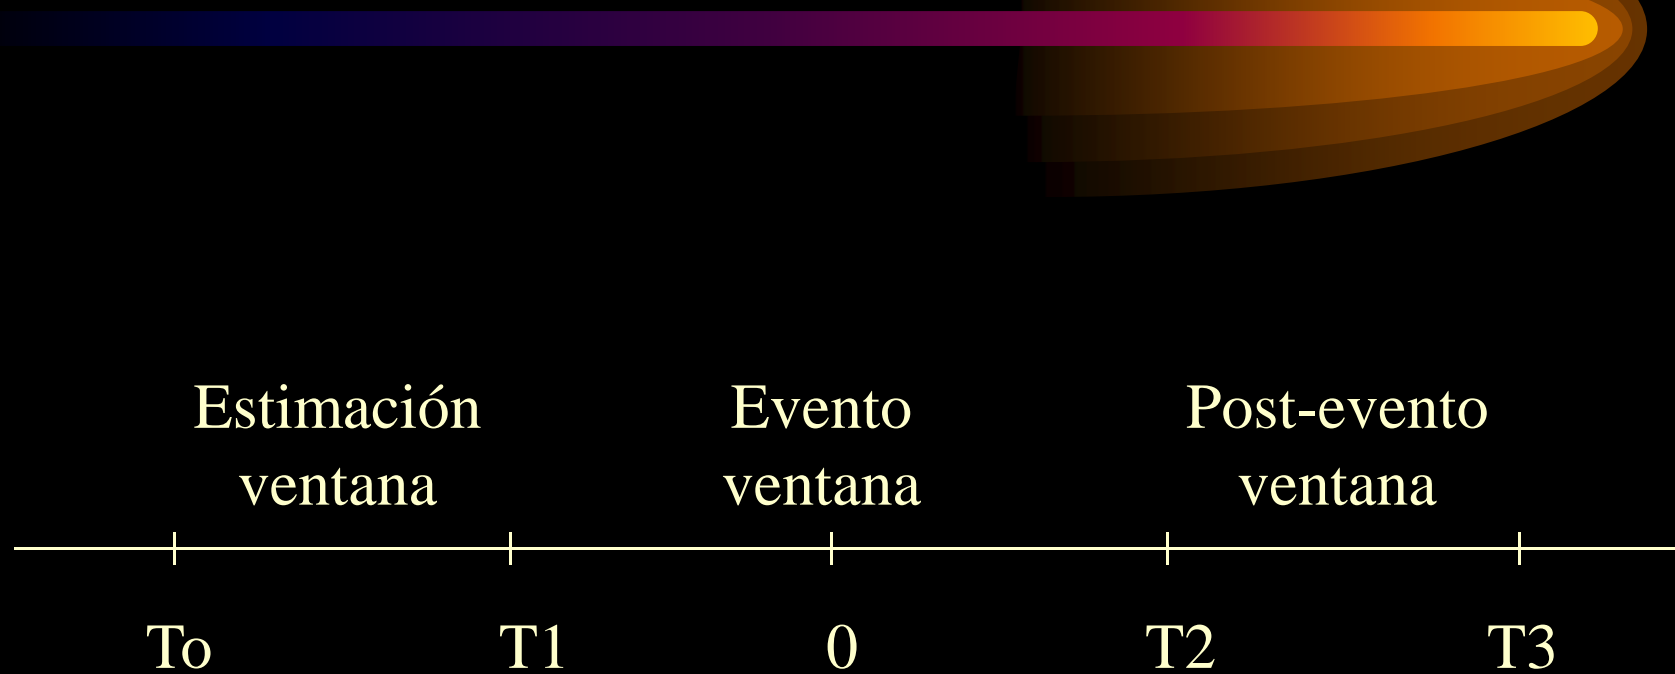 Estimación
ventana
Evento
ventana
Post-evento
ventana
To T1 0 T2 T3